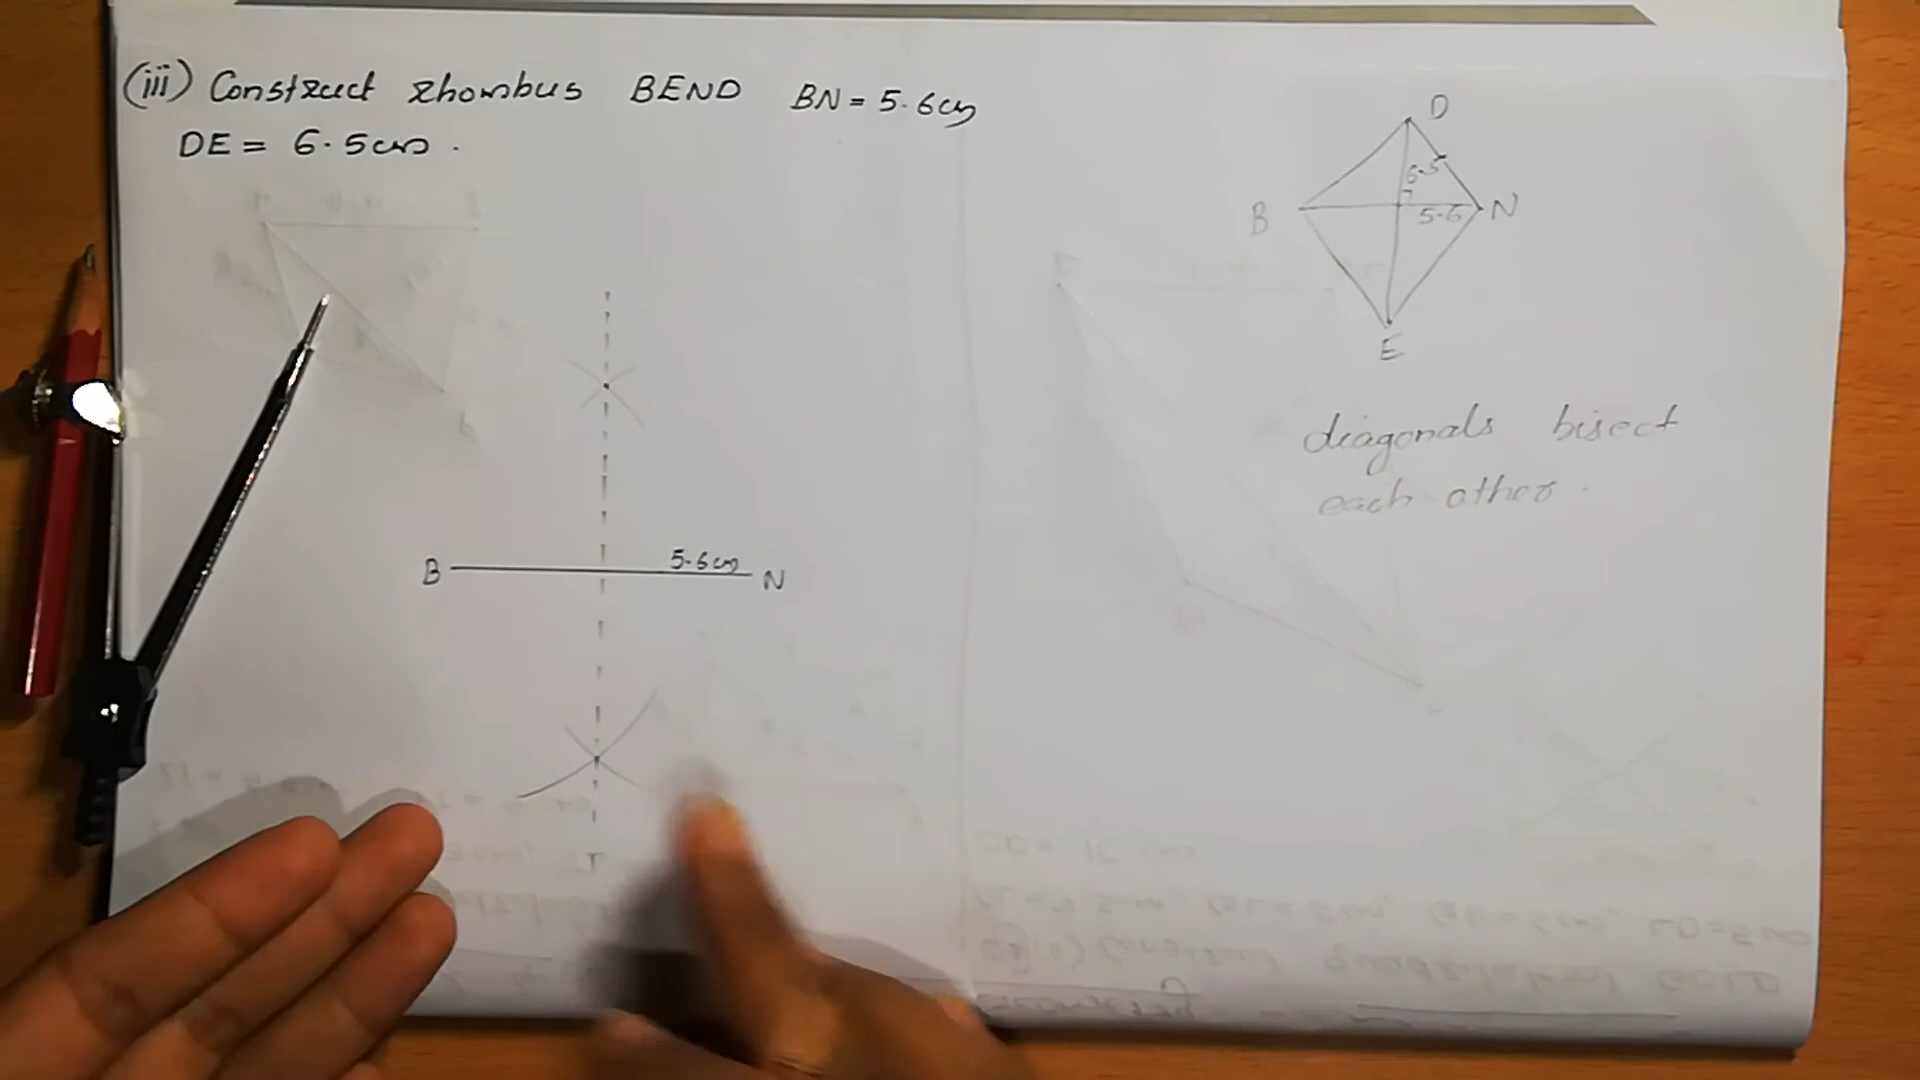 (iii) Construct rhombus BEND BN = 5.6cm
DE = 6.5cm .
D
6.5
B
5.6
N
E
diagonals bisect
each other .
B
5.6cm
N